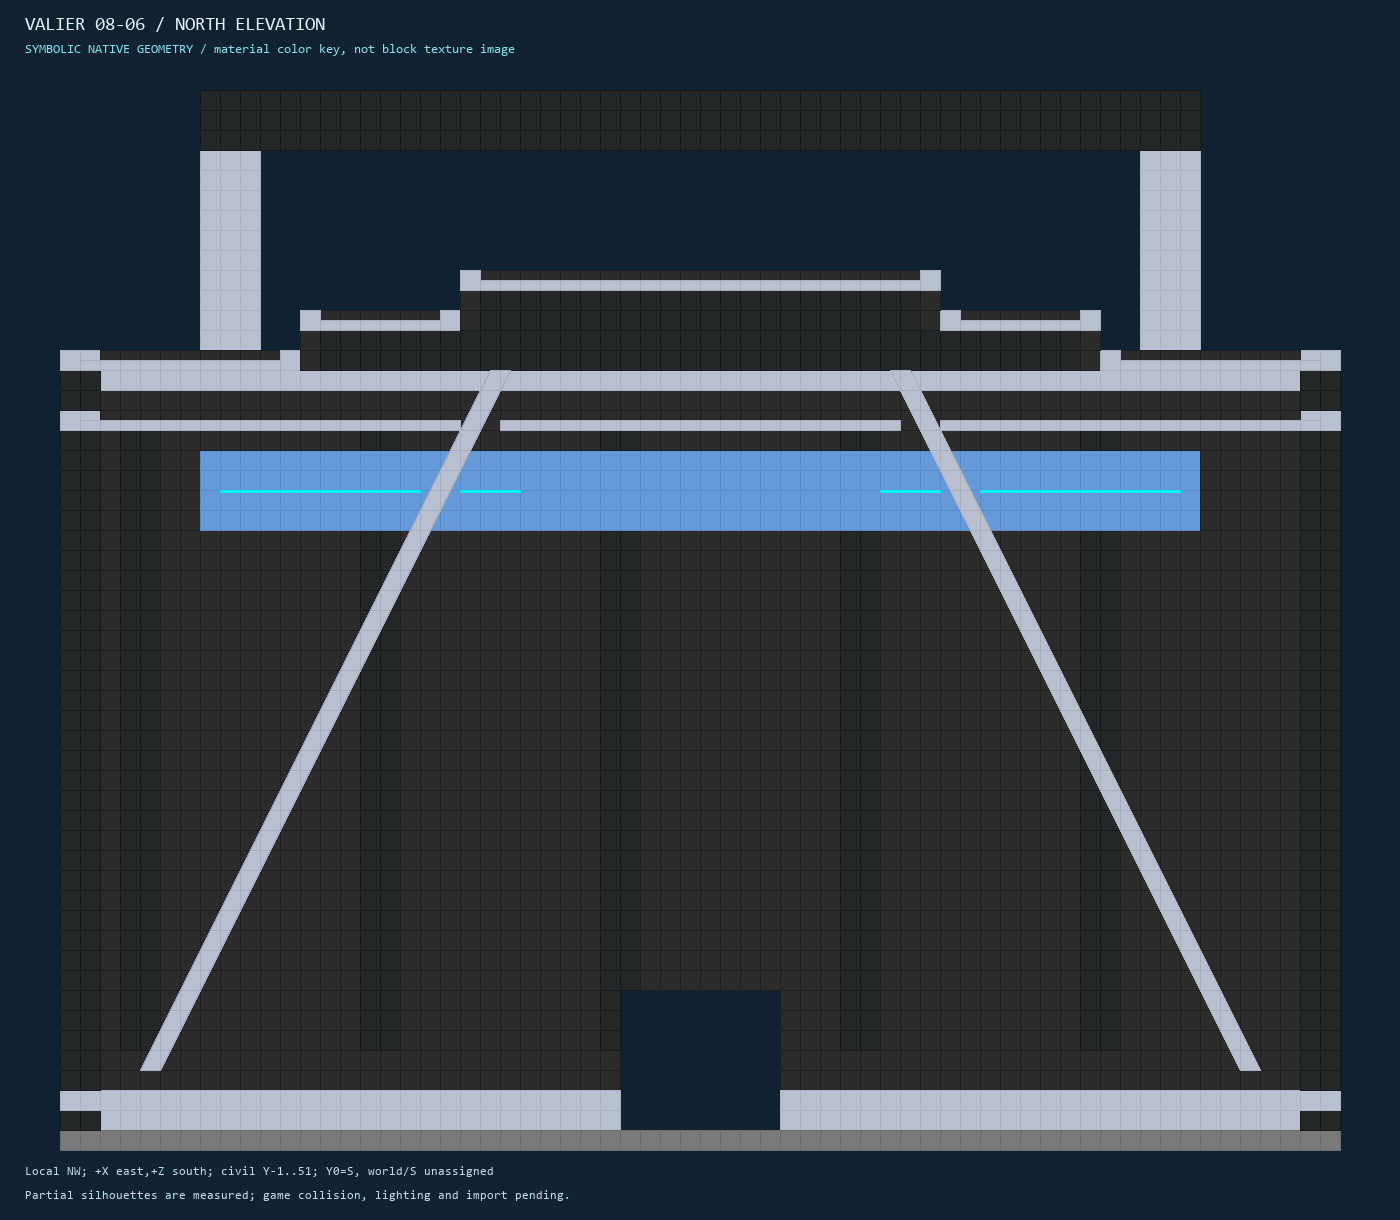 VALIER 08-06 / NORTH ELEVATION
SYMBOLIC NATIVE GEOMETRY / material color key, not block texture image
Local NW; +X east,+Z south; civil Y-1..51; Y0=S, world/S unassigned
Partial silhouettes are measured; game collision, lighting and import pending.